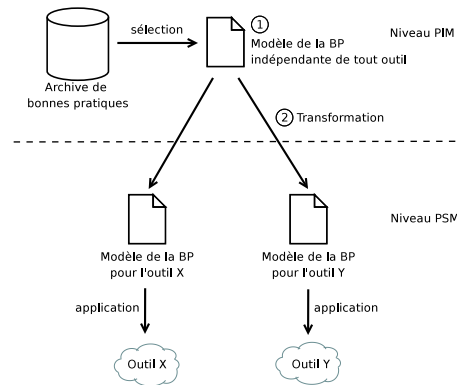 sélection
1
Niveau PIM
Modèle de la BP
indépendante de tout outil
Archive de
bonnes pratiques
2 Transformation
Niveau PSM
Modèle de la BP
pour l'outil X
Modèle de la BP
pour l'outil Y
application
application
Outil X
Outil Y